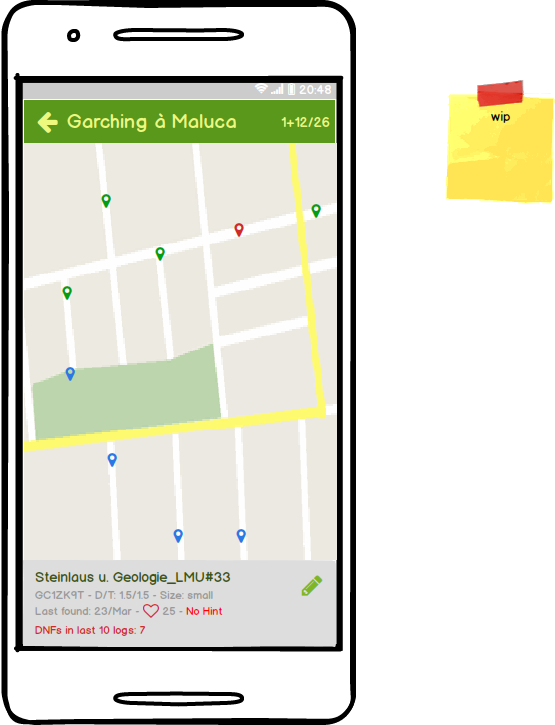 20:48
Garching à Maluca 1+12/26
wip
Steinlaus u. Geologie_LMU#33
GC1ZK9T - D/T: 1.5/1.5 - Size: small
Last found: 23/Mar - 25 - No Hint
DNFs in last 10 logs: 7